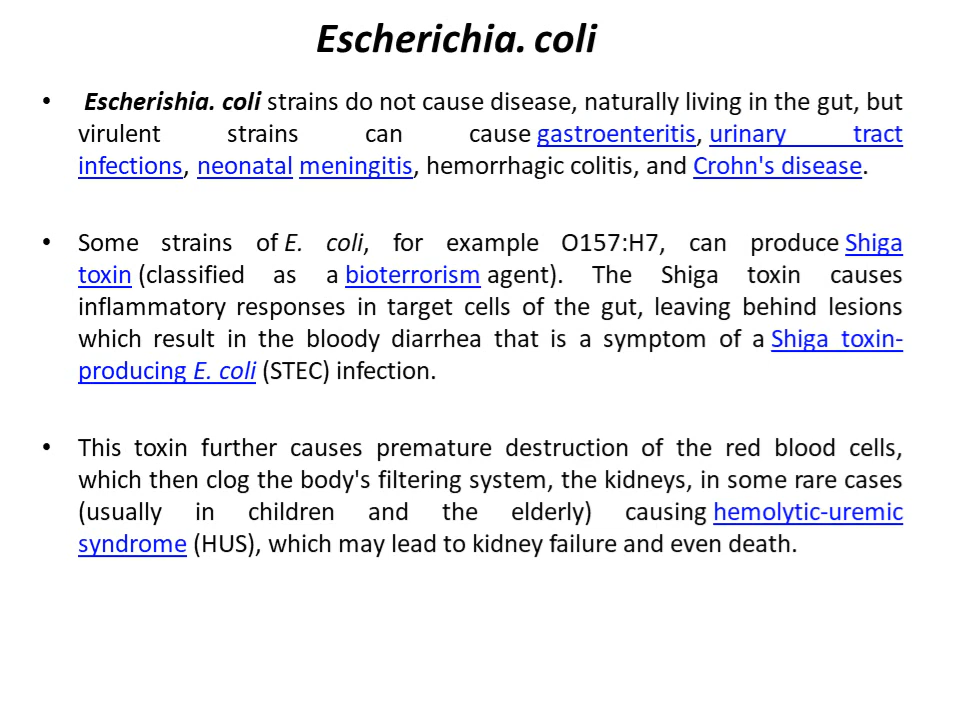 Escherichia. coli
• Escherishia. coli strains do not cause disease, naturally living in the gut, but
virulent strains can cause gastroenteritis, urinary tract
infections, neonatal meningitis, hemorrhagic colitis, and Crohn's disease.
• Some strains of E. coli, for example O157:H7, can produce Shiga
toxin (classified as a bioterrorism agent). The Shiga toxin causes
inflammatory responses in target cells of the gut, leaving behind lesions
which result in the bloody diarrhea that is a symptom of a Shiga toxin-
producing E. coli (STEC) infection.
• This toxin further causes premature destruction of the red blood cells,
which then clog the body's filtering system, the kidneys, in some rare cases
(usually in children and the elderly) causing hemolytic-uremic
syndrome (HUS), which may lead to kidney failure and even death.